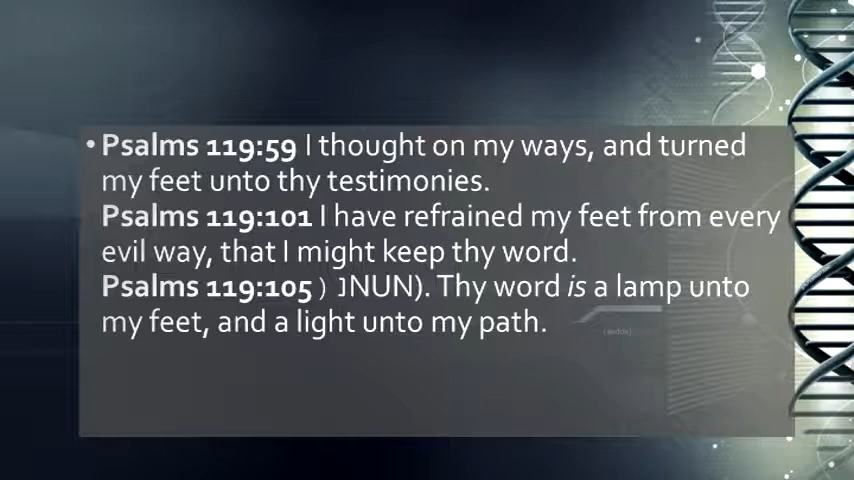 • Psalms 119:59 I thought on my ways, and turned
my feet unto thy testimonies.
Psalms 119:101 I have refrained my feet from every
evil way, that I might keep thy word.
Psalms 119:105 ) נNUN). Thy word is a lamp unto
my feet, and a light unto my path.